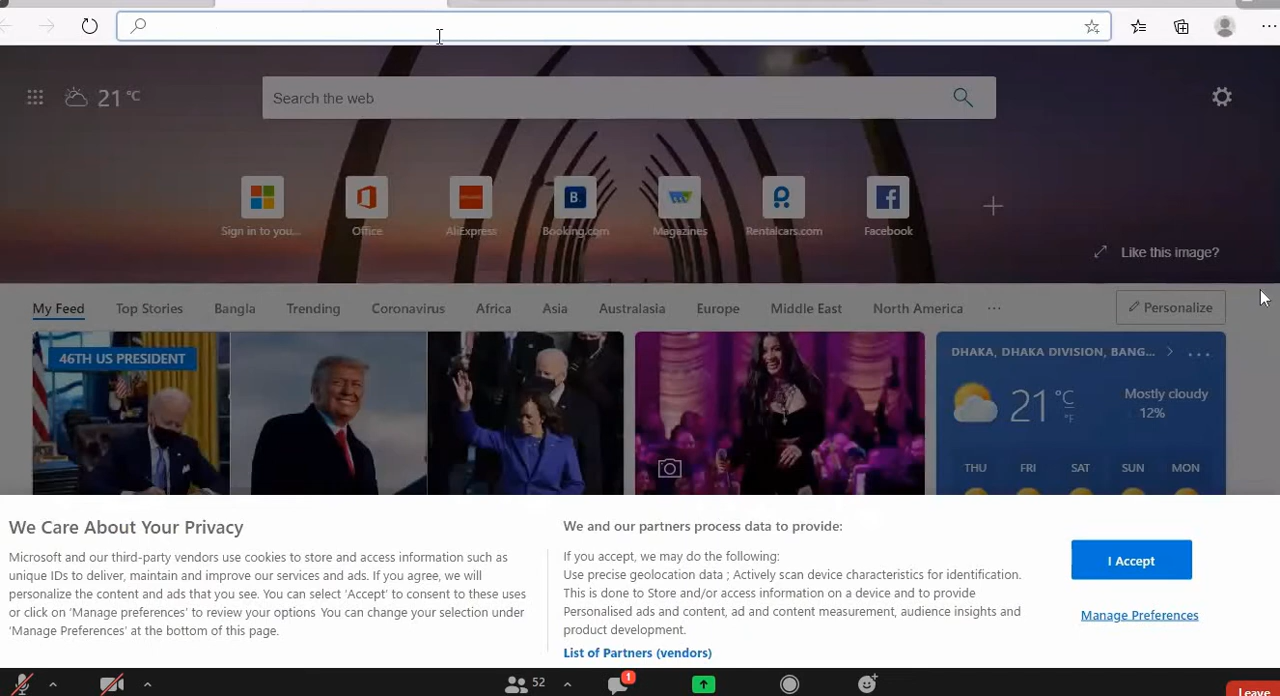 21 °C
Search the web
Sign in to you...
Office
AliExpress
Booking.com
Magazines
Rentalcars.com
Facebook
Like this image?
My Feed
Top Stories
Bangla
Trending
Coronavirus
Africa
Asia
Australasia
Europe
Middle East
North America
...
Personalize
46TH US PRESIDENT
DHAKA, DHAKA DIVISION, BANG...
21 °C
°F
Mostly cloudy
12%
THU FRI SAT SUN MON
We Care About Your Privacy
Microsoft and our third-party vendors use cookies to store and access information such as
unique IDs to deliver, maintain and improve our services and ads. If you agree, we will
personalize the content and ads that you see. You can select 'Accept' to consent to these uses
or click on 'Manage preferences' to review your options You can change your selection under
'Manage Preferences' at the bottom of this page.
We and our partners process data to provide:
If you accept, we may do the following:
Use precise geolocation data ; Actively scan device characteristics for identification.
This is done to Store and/or access information on a device and to provide
Personalised ads and content, ad and content measurement, audience insights and
product development.
List of Partners (vendors)
I Accept
Manage Preferences
52
1
Leave